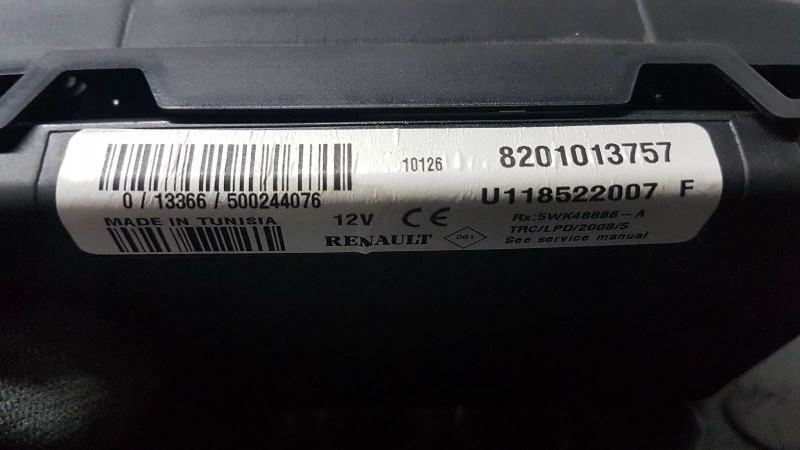 10126 8201013757
0 / 13366 / 500244076
U118522007 F
MADE IN TUNISIA 12V CE
Rx:5WK48886-A
RENAULT 001 TRC/LPD/2008/5
See service manual